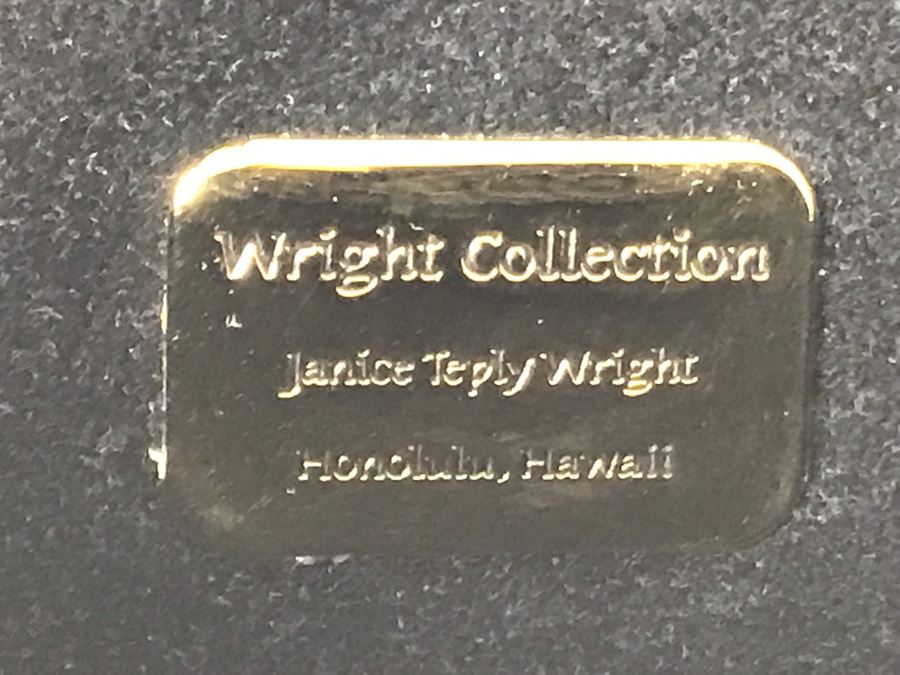 Wright Collection
Janice Teply Wright
Honolulu, Hawaii